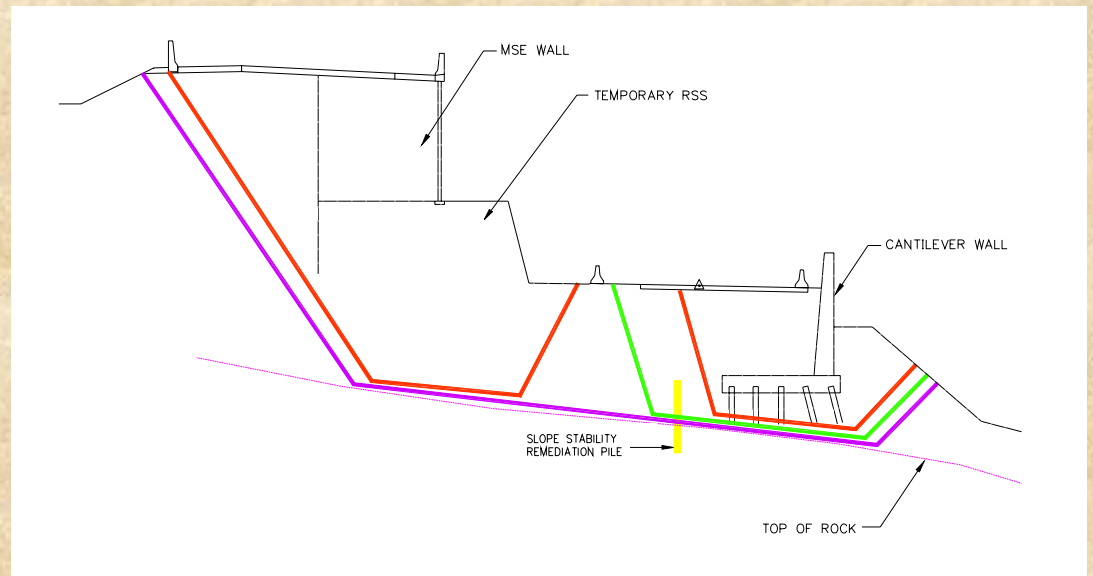 MSE WALL
TEMPORARY RSS
CANTILEVER WALL
SLOPE STABILITY
REMEDIATION PILE
TOP OF ROCK